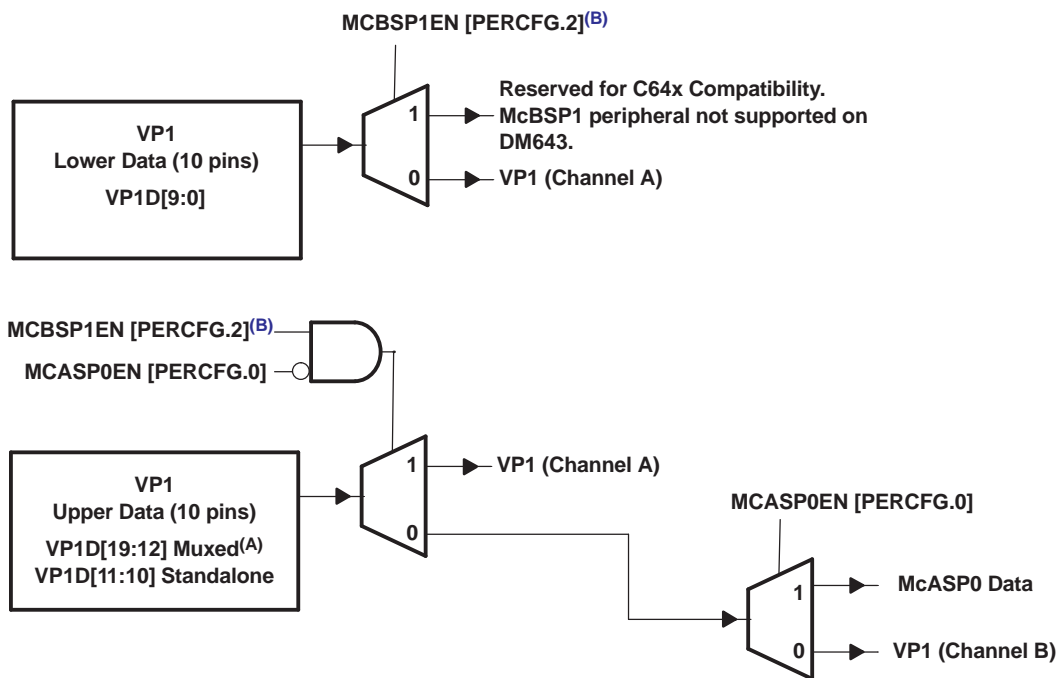 MCBSP1EN [PERCFG.2](B)
VP1
Lower Data (10 pins)
VP1D[9:0]
1
0
Reserved for C64x Compatibility.
McBSP1 peripheral not supported on
DM643.
VP1 (Channel A)
MCBSP1EN [PERCFG.2](B)
MCASP0EN [PERCFG.0]
VP1
Upper Data (10 pins)
VP1D[19:12] Muxed(A)
VP1D[11:10] Standalone
1
0
VP1 (Channel A)
MCASP0EN [PERCFG.0]
1
0
McASP0 Data
VP1 (Channel B)